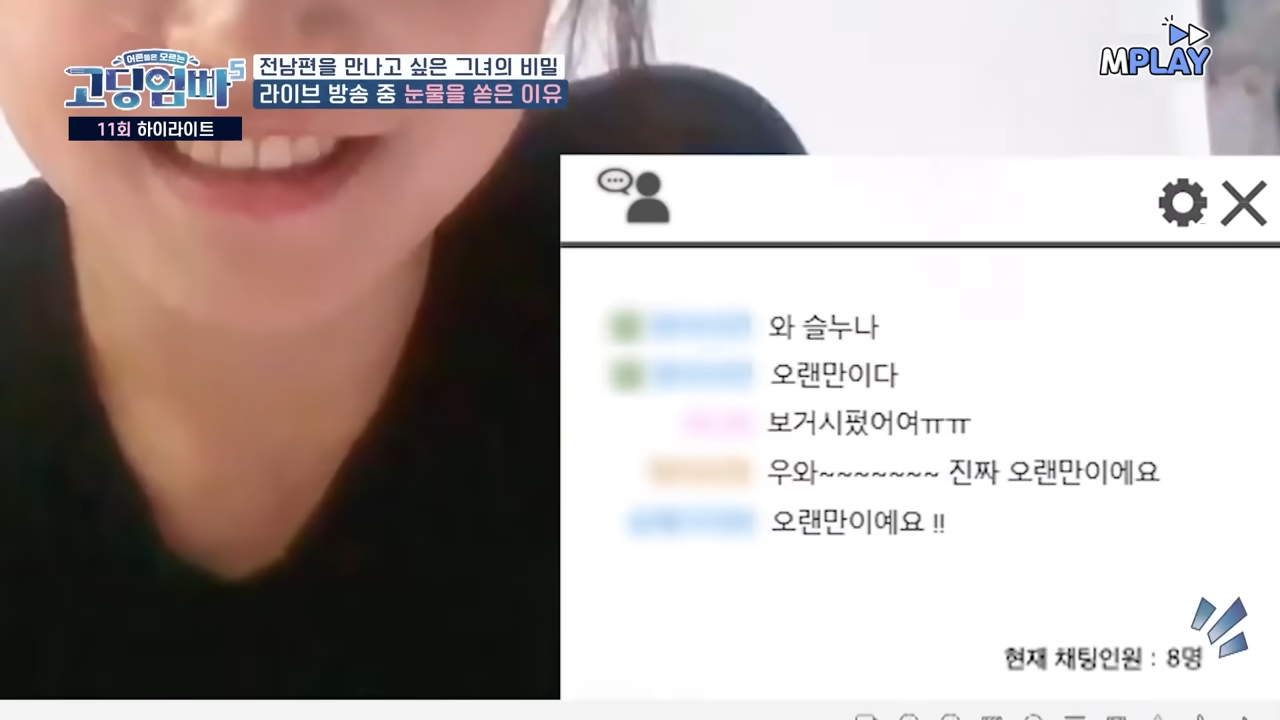 어른들은 모르는
고딩엄빠5
11회 하이라이트
전남편을 만나고 싶은 그녀의 비밀
라이브 방송 중 눈물을 쏟은 이유
MPLAY
와 슬누나
오랜만이다
보거시펐어여ㅠㅠ
우와~~~~~~~ 진짜 오랜만이에요
오랜만이예요 !!
현재 채팅인원 : 8명